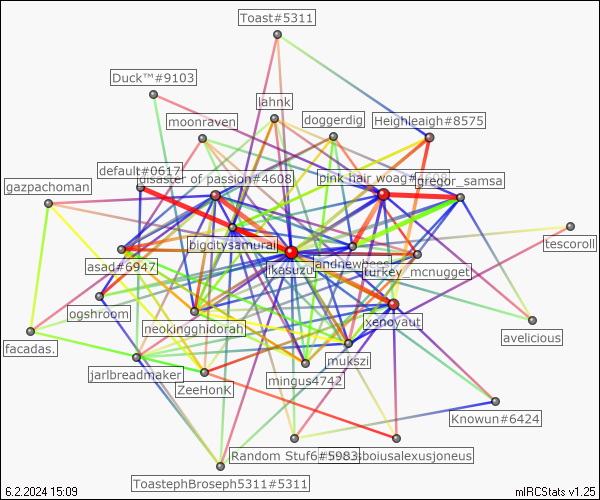 Toast#5311
Duck™#9103
lahnk
moonraven
doggerdig
Heighleaigh#8575
default#0617
disaster of passion#4608
pink hair woag#4608
gregor_samsa
gazpachoman
bigcitysamurai
tescoroll
asad#6947
ikasuzu
andnewhees
turkey_mcnugget
ogshroom
neokingghidorah
xenoyaut
avelicious
facadas.
mukszi
jarlbreadmaker
ZeeHonK
mingus4742
Knowun#6424
Random Stuf6#5983
boiusalexusjoneus
ToastephBroseph5311#5311
6.2.2024 15:09
mIRCStats v1.25